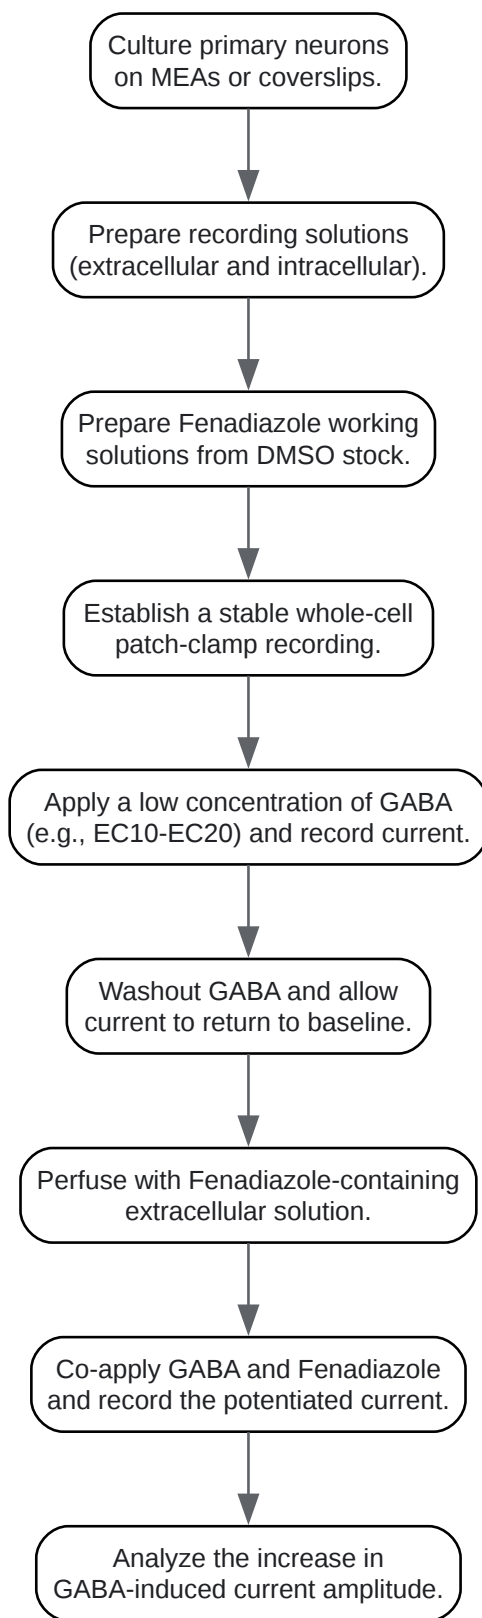 Culture primary neurons
on MEAs or coverslips.
Prepare recording solutions
(extracellular and intracellular).
Prepare Fenadiazole working
solutions from DMSO stock.
Establish a stable whole-cell
patch-clamp recording.
Apply a low concentration of GABA
(e.g., EC10-EC20) and record current.
Washout GABA and allow
current to return to baseline.
Perfuse with Fenadiazole-containing
extracellular solution.
Co-apply GABA and Fenadiazole
and record the potentiated current.
Analyze the increase in
GABA-induced current amplitude.